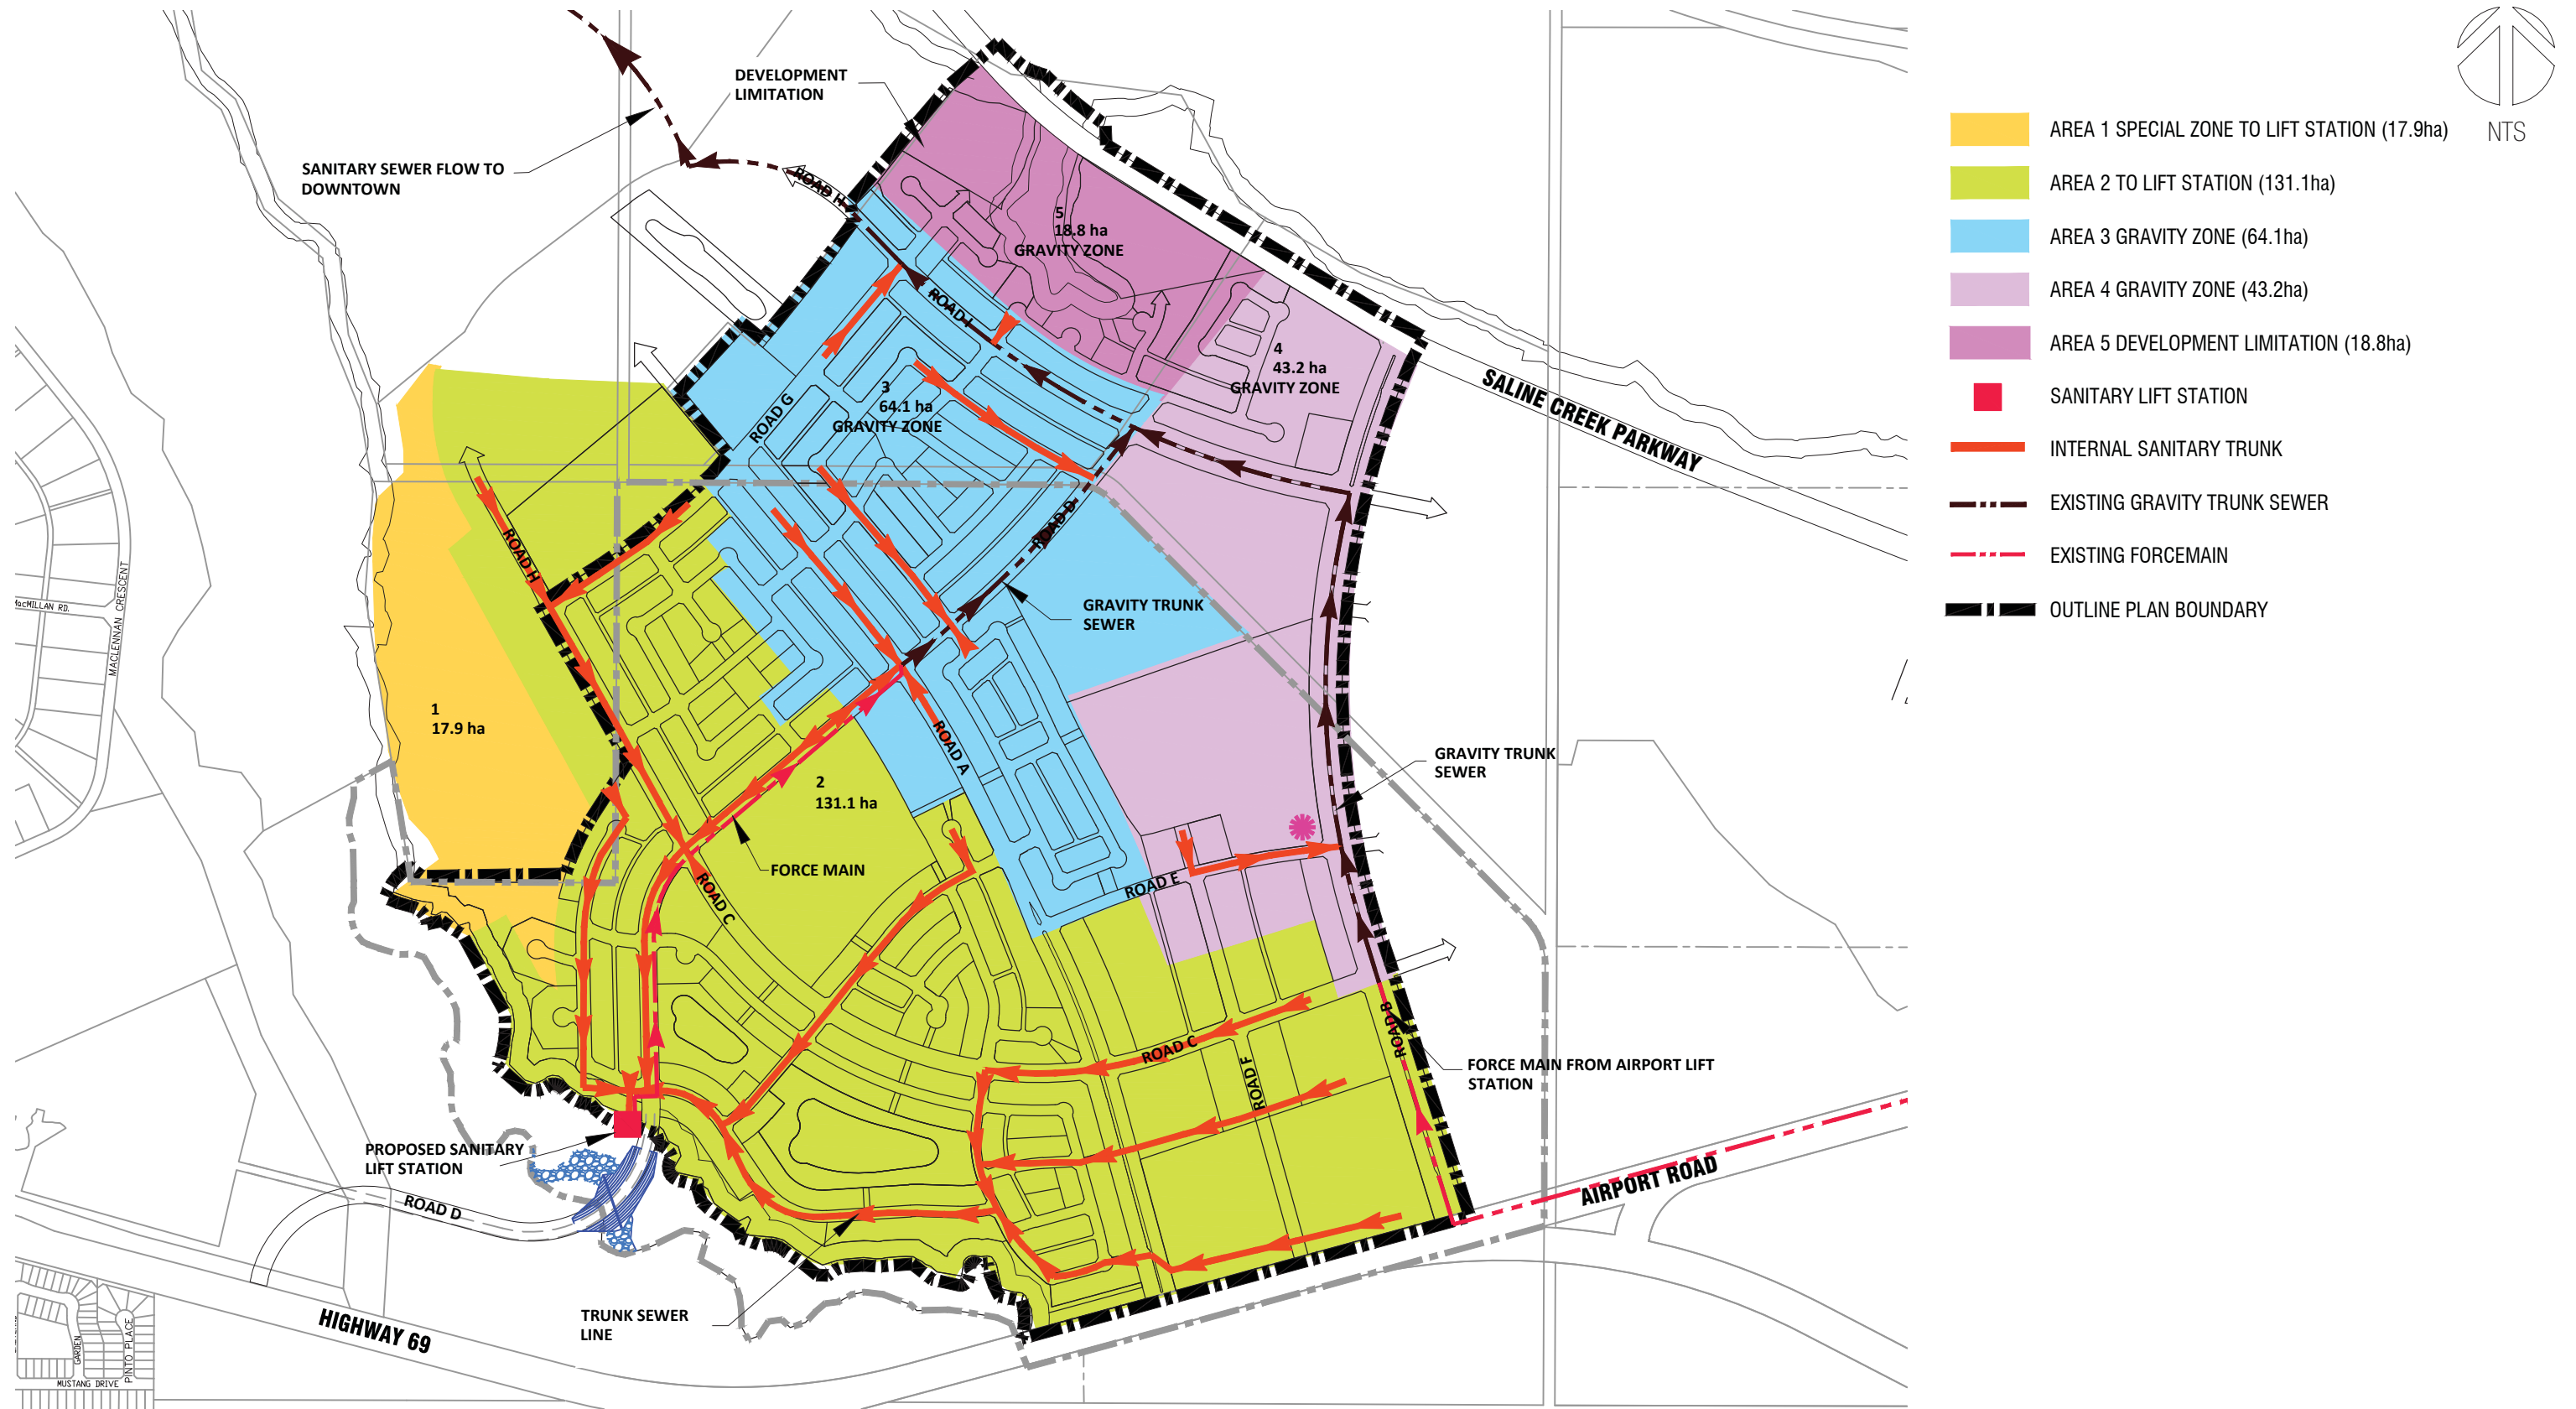 DEVELOPMENT
LIMITATION
SANITARY SEWER FLOW TO
DOWNTOWN
ROAD H
5
18.8 ha
GRAVITY ZONE
ROAD I
4
43.2 ha
GRAVITY ZONE
3
64.1 ha
GRAVITY ZONE
ROAD G
SALINE CREEK PARKWAY
ROAD H
ROAD D
GRAVITY TRUNK
SEWER
MacMILLAN RD.
MACLENNAN CRESCENT
1
17.9 ha
ROAD A
2
131.1 ha
GRAVITY TRUNK
SEWER
FORCE MAIN
ROAD C
ROAD E
ROAD B
ROAD C
ROAD F
FORCE MAIN FROM AIRPORT LIFT
STATION
PROPOSED SANITARY
LIFT STATION
AIRPORT ROAD
ROAD D
TRUNK SEWER
LINE
HIGHWAY 69
GARDEN
PINTO PLACE
MUSTANG DRIVE
AREA 1 SPECIAL ZONE TO LIFT STATION (17.9ha)
NTS
AREA 2 TO LIFT STATION (131.1ha)
AREA 3 GRAVITY ZONE (64.1ha)
AREA 4 GRAVITY ZONE (43.2ha)
AREA 5 DEVELOPMENT LIMITATION (18.8ha)
SANITARY LIFT STATION
INTERNAL SANITARY TRUNK
EXISTING GRAVITY TRUNK SEWER
EXISTING FORCEMAIN
OUTLINE PLAN BOUNDARY